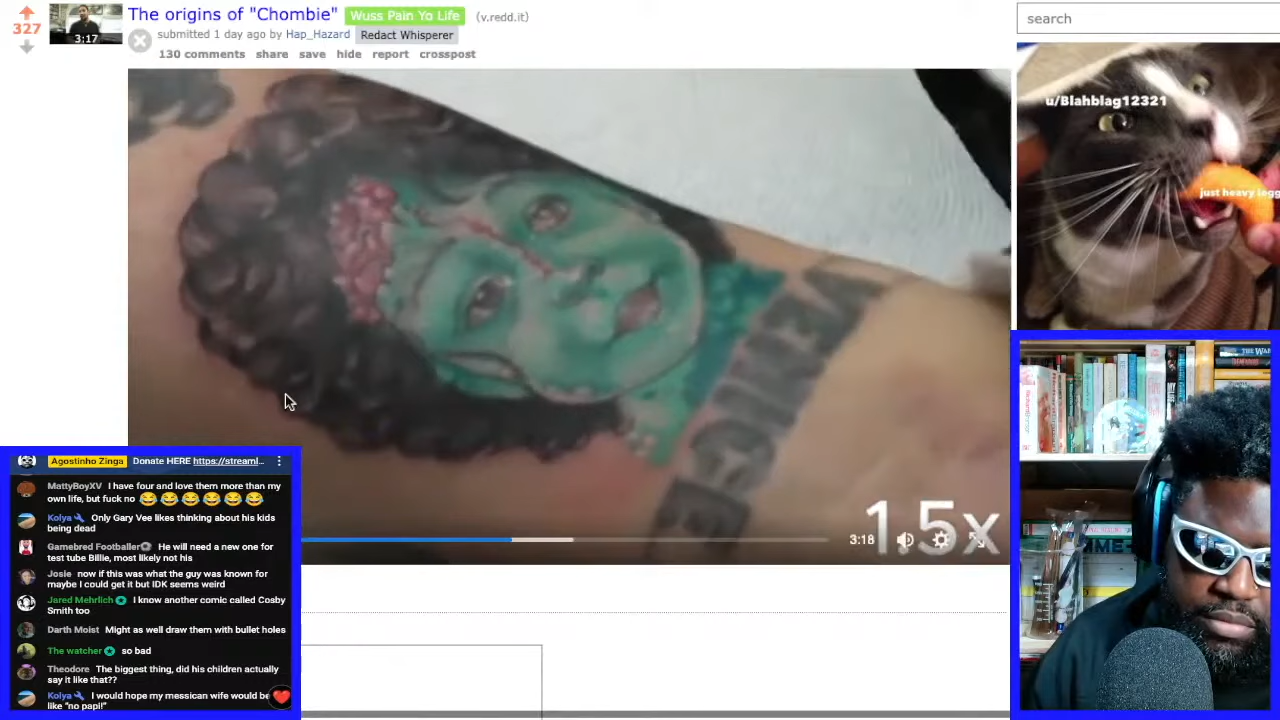 327
3:17
The origins of "Chombie" Wuss Pain Yo Life (v.redd.it)
submitted 1 day ago by Hap_Hazard Redact Whisperer
130 comments share save hide report crosspost
search
u/Blahblag12321
just heavy legg
1.5x
3:18
Agostinho Zinga Donate HERE https://streaml...
MattyBoyXV I have four and love them more than my
own life, but fuck no 😂😂😂😂😂😂
Kolya Only Gary Vee likes thinking about his kids
being dead
Gamebred Footballer He will need a new one for
test tube Billie, most likely not his
Josie now if this was what the guy was known for
maybe I could get it but IDK seems weird
Jared Mehrlich I know another comic called Cosby
Smith too
Darth Moist Might as well draw them with bullet holes
The watcher so bad
Theodore The biggest thing, did his children actually
say it like that??
Kolya I would hope my messican wife would be
like "no papi!"